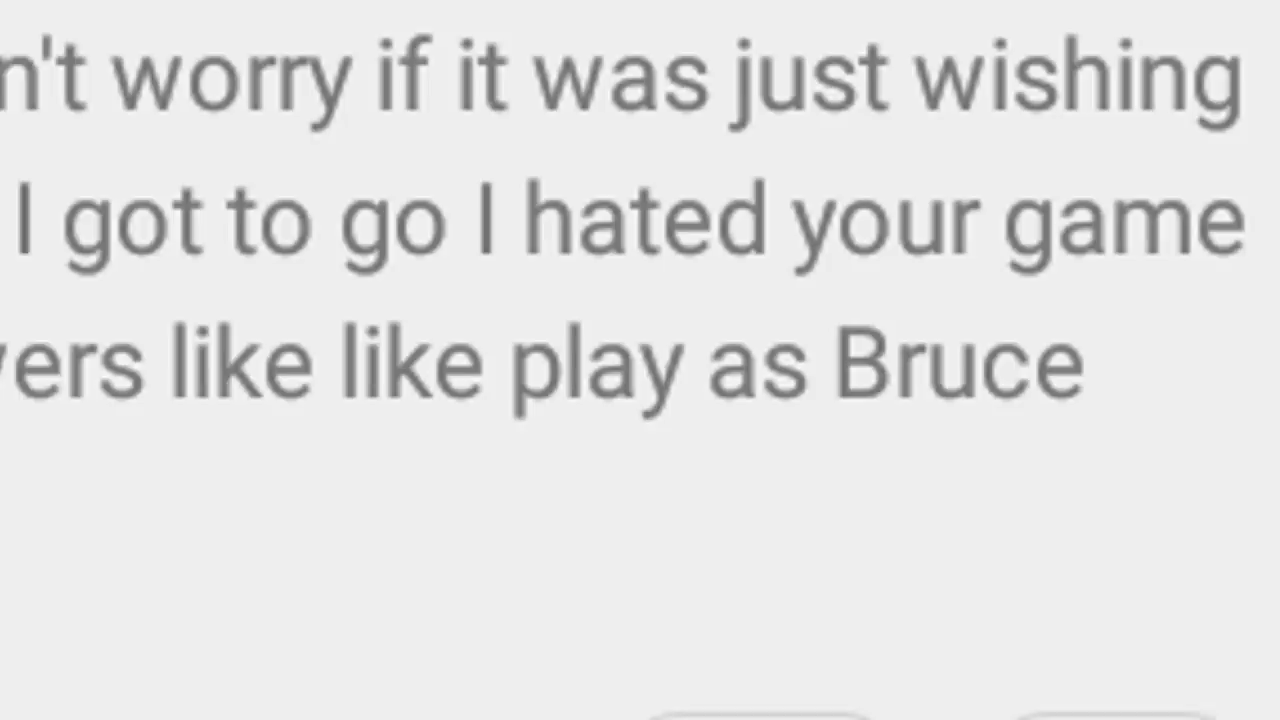 n't worry if it was just wishing
I got to go I hated your game
vers like like play as Bruce